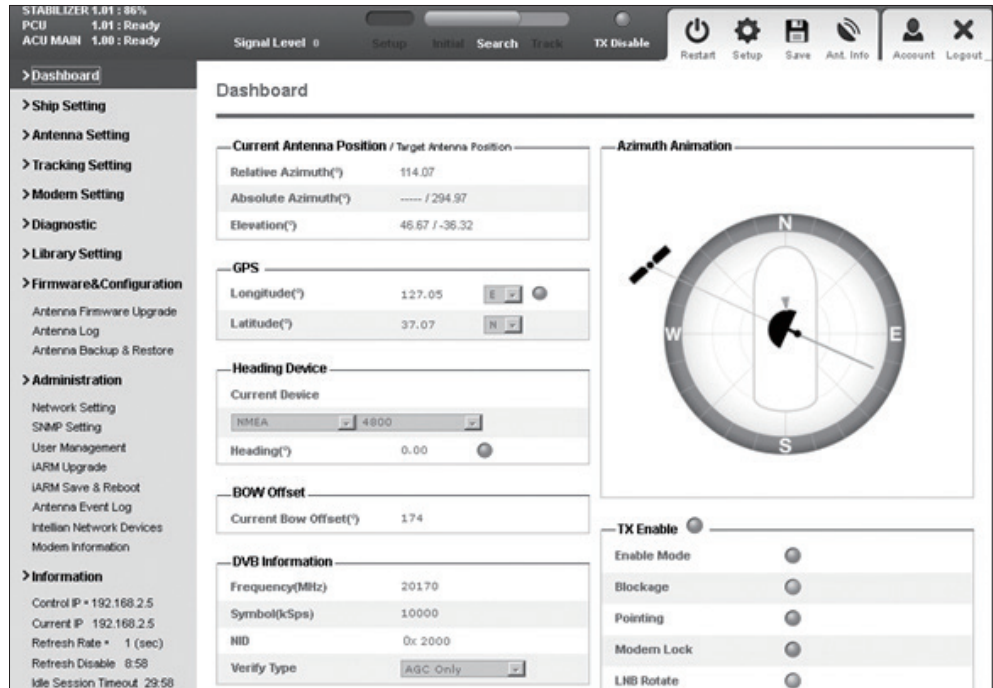 STABILIZER 1.01 : 86%
PCU 1.01 : Ready
ACU MAIN 1.00 : Ready
Signal Level 0
Setup Initial Search Track
TX Disable
Restart Setup Save Ant. Info Account Logout
>Dashboard
>Ship Setting
>Antenna Setting
>Tracking Setting
>Modem Setting
>Diagnostic
>Library Setting
>Firmware&Configuration
Antenna Firmware Upgrade
Antenna Log
Antenna Backup & Restore
>Administration
Network Setting
SNMP Setting
User Management
iARM Upgrade
iARM Save & Reboot
Antenna Event Log
Intellian Network Devices
Modem Information
>Information
Control IP * 192.168.2.5
Current IP 192.168.2.5
Refresh Rate * 1 (sec)
Refresh Disable 8:58
Idle Session Timeout 29:58
Dashboard
Current Antenna Position / Target Antenna Position
Relative Azimuth(°) 114.07
Absolute Azimuth(°) ----- / 294.97
Elevation(°) 46.67 / -36.32
GPS
Longitude(°) 127.05 E
Latitude(°) 37.07 N
Heading Device
Current Device
NMEA 4800
Heading(°) 0.00
BOW Offset
Current Bow Offset(°) 174
DVB Information
Frequency(MHz) 20170
Symbol(kSps) 10000
NID 0x 2000
Verify Type AGC Only
Azimuth Animation
N
W
E
S
TX Enable
Enable Mode
Blockage
Pointing
Modem Lock
LNB Rotate